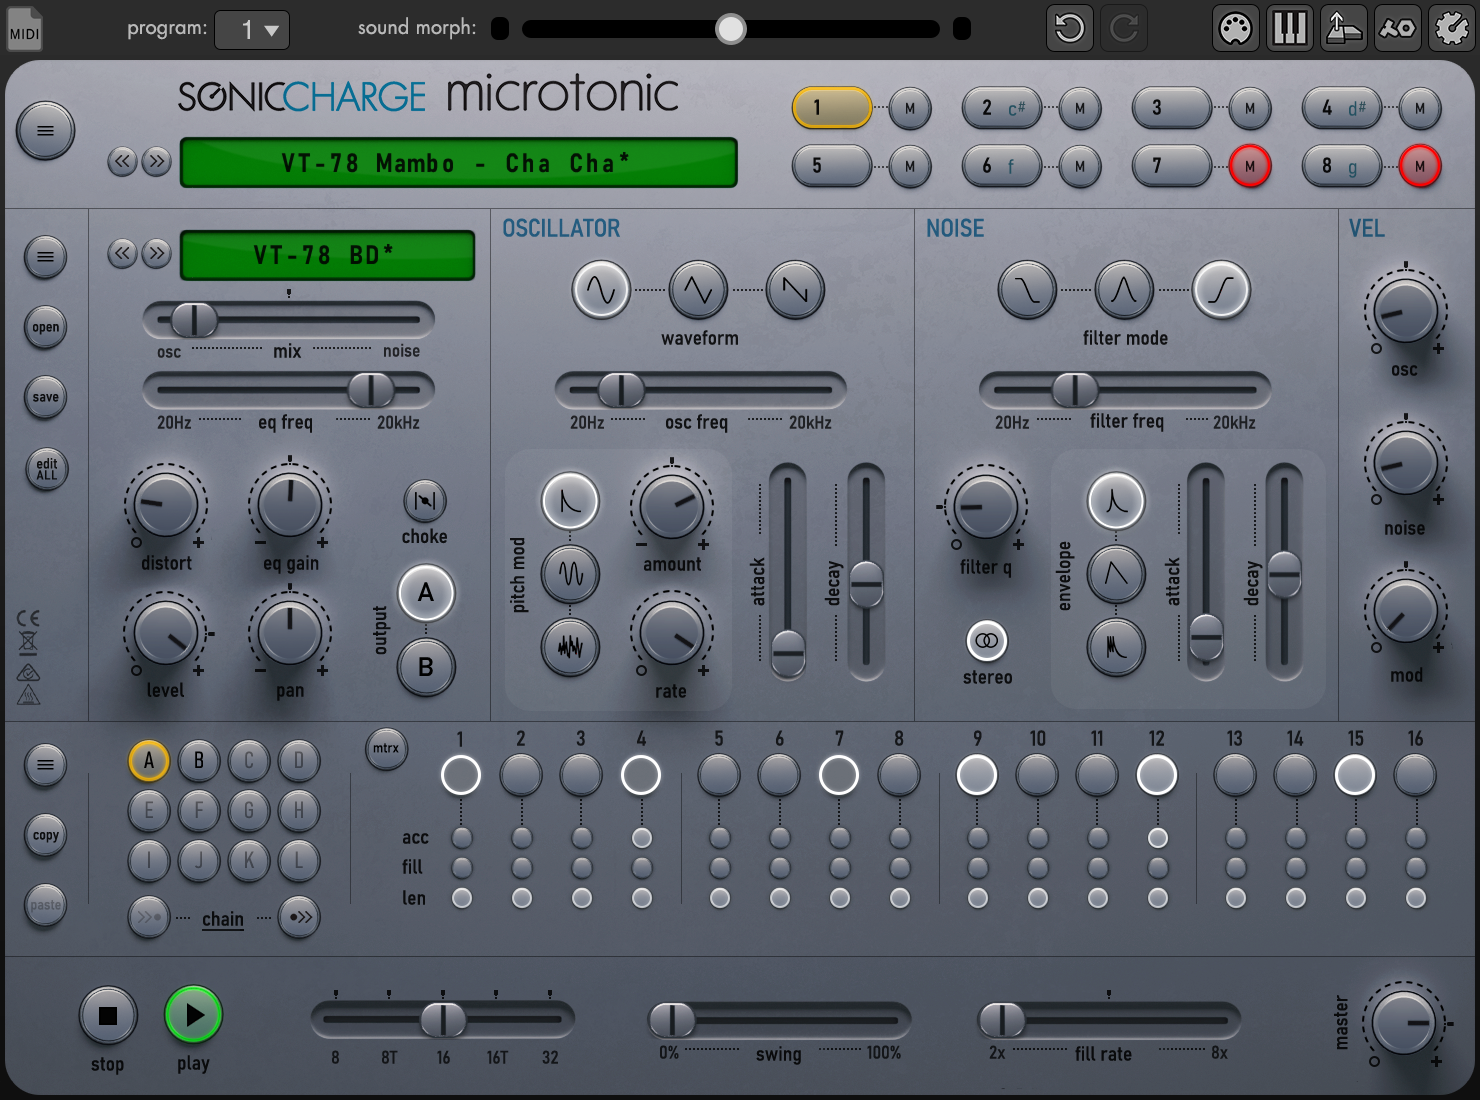 MIDI program: 1 sound morph:
SONICCHARGE microtonic
1 M 2 c# M 3 M 4 d# M
VT-78 Mambo - Cha Cha*
5 M 6 f M 7 M 8 g M
OSCILLATOR NOISE VEL
VT-78 BD*
open
waveform filter mode
osc mix noise
osc
save
20Hz eq freq 20kHz 20Hz osc freq 20kHz 20Hz filter freq 20kHz
edit
ALL
choke
noise
distort eq gain amount filter q
pitch mod attack decay envelope attack decay
A
output
B
stereo mod
level pan rate
CE
mtrx 1 2 3 4 5 6 7 8 9 10 11 12 13 14 15 16
A B C D
E F G H
copy acc
I J K L fill
paste len
chain
master
stop play 8 8T 16 16T 32 0% swing 100% 2x fill rate 8x